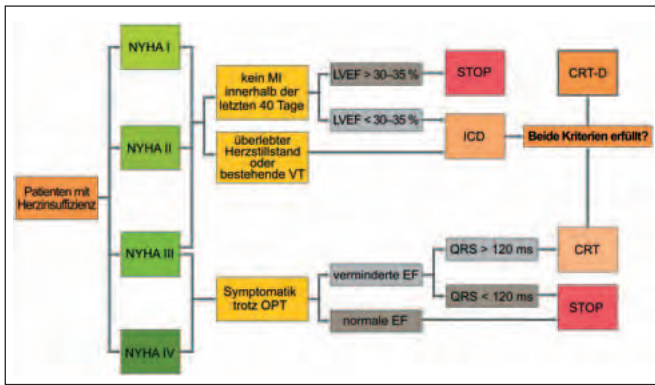 Patienten mit
Herzinsuffizienz
NYHA I
NYHA II
NYHA III
NYHA IV
kein MI
innerhalb der
letzten 40 Tage
überlebter
Herzstillstand
oder
bestehende VT
Symptomatik
trotz OPT
LVEF > 30–35 %
LVEF < 30–35 %
verminderte EF
normale EF
QRS > 120 ms
QRS < 120 ms
STOP
ICD
CRT-D
Beide Kriterien erfüllt?
CRT
STOP